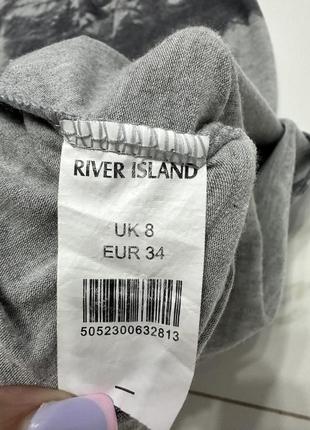 RIVER ISLAND
UK 8
EUR 34
5052300632813